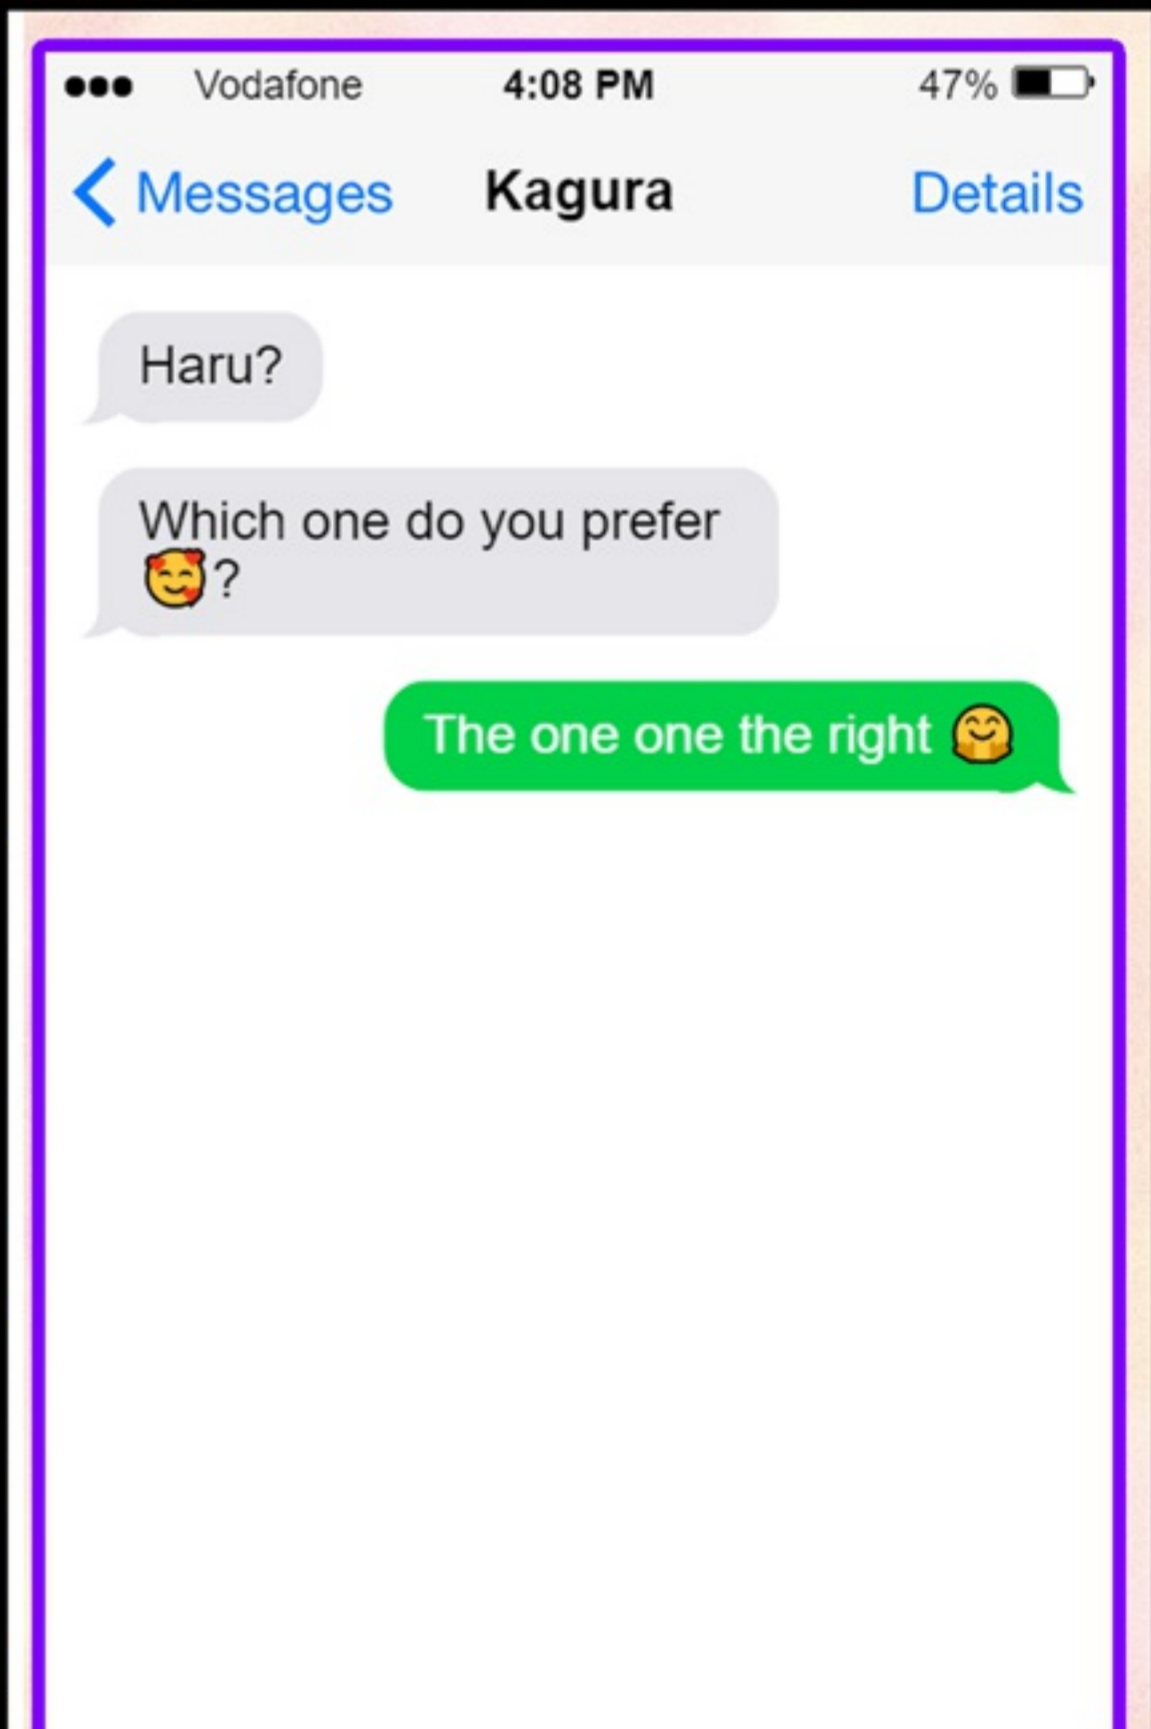 Vodafone 4:08 PM 47%
Messages Kagura Details
Haru?
Which one do you prefer
🥰?
The one one the right 🤗